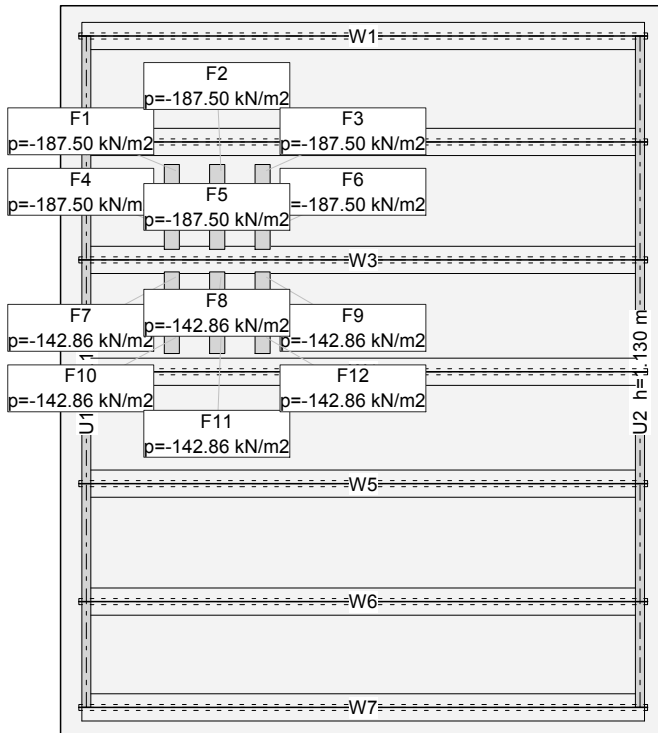 W1
F2
p=-187.50 kN/m2
F1
p=-187.50 kN/m2
F3
p=-187.50 kN/m2
F4
p=-187.50 kN/m2
F5
p=-187.50 kN/m2
F6
p=-187.50 kN/m2
W3
F7
p=-142.86 kN/m2
F8
p=-142.86 kN/m2
F9
p=-142.86 kN/m2
F10
p=-142.86 kN/m2
F11
p=-142.86 kN/m2
F12
p=-142.86 kN/m2
U1
U2 h=1.130 m
W5
W6
W7